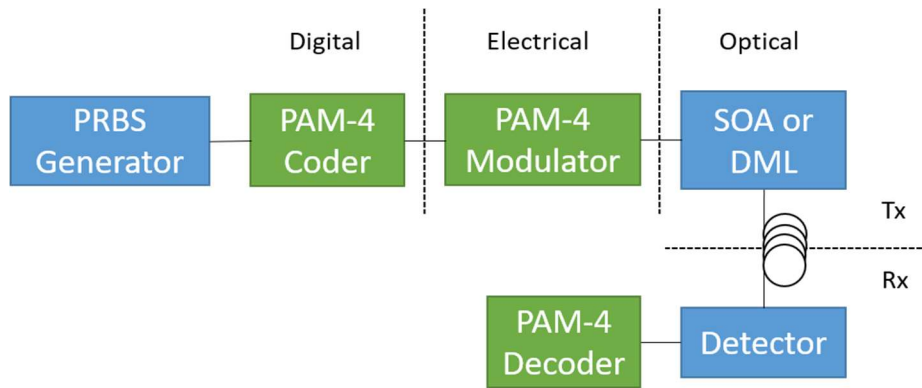 Digital
Electrical
Optical
PRBS
Generator
PAM-4
Coder
PAM-4
Modulator
SOA or
DML
Tx
Rx
PAM-4
Decoder
Detector